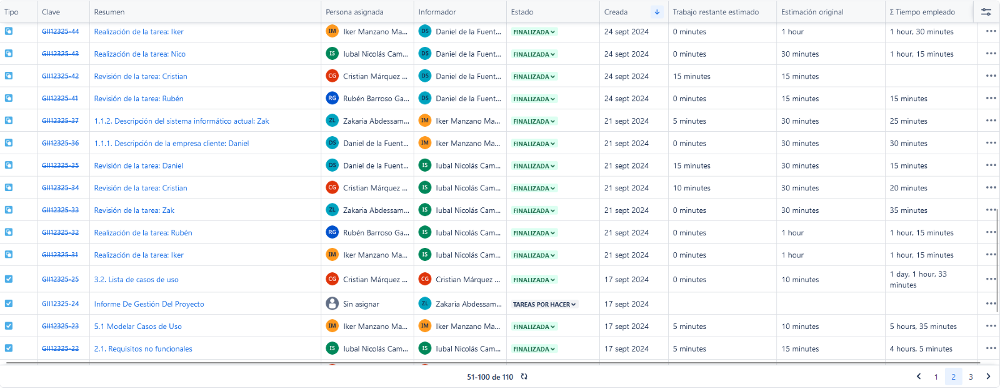 Tipo Clave Resumen Persona asignada Informador Estado Creada Trabajo restante estimado Estimación original Σ Tiempo empleado
GII12325-44 Realización de la tarea: Iker IM Iker Manzano Ma... DS Daniel de la Fuent... FINALIZADA 24 sept 2024 0 minutes 1 hour 1 hour, 30 minutes
GII12325-43 Realización de la tarea: Nico IS Iubal Nicolás Cam... DS Daniel de la Fuent... FINALIZADA 24 sept 2024 0 minutes 30 minutes 1 hour, 15 minutes
GII12325-42 Revisión de la tarea: Cristian CG Cristian Márquez ... DS Daniel de la Fuent... FINALIZADA 24 sept 2024 15 minutes 15 minutes
GII12325-41 Revisión de la tarea: Rubén RG Rubén Barroso Ga... DS Daniel de la Fuent... FINALIZADA 24 sept 2024 0 minutes 15 minutes 15 minutes
GII12325-37 1.1.2. Descripción del sistema informático actual: Zak ZL Zakaria Abdessam... IM Iker Manzano Ma... FINALIZADA 21 sept 2024 5 minutes 30 minutes 25 minutes
GII12325-36 1.1.1. Descripción de la empresa cliente: Daniel DS Daniel de la Fuent... IM Iker Manzano Ma... FINALIZADA 21 sept 2024 0 minutes 30 minutes 30 minutes
GII12325-35 Revisión de la tarea: Daniel DS Daniel de la Fuent... IS Iubal Nicolás Cam... FINALIZADA 21 sept 2024 15 minutes 30 minutes 15 minutes
GII12325-34 Revisión de la tarea: Cristian CG Cristian Márquez ... IS Iubal Nicolás Cam... FINALIZADA 21 sept 2024 10 minutes 30 minutes 20 minutes
GII12325-33 Revisión de la tarea: Zak ZL Zakaria Abdessam... IS Iubal Nicolás Cam... FINALIZADA 21 sept 2024 0 minutes 30 minutes 35 minutes
GII12325-32 Realización de la tarea: Rubén RG Rubén Barroso Ga... IS Iubal Nicolás Cam... FINALIZADA 21 sept 2024 0 minutes 1 hour 1 hour, 15 minutes
GII12325-31 Realización de la tarea: Iker IM Iker Manzano Ma... IS Iubal Nicolás Cam... FINALIZADA 21 sept 2024 0 minutes 1 hour 1 hour, 15 minutes
GII12325-25 3.2. Lista de casos de uso CG Cristian Márquez ... CG Cristian Márquez ... FINALIZADA 17 sept 2024 0 minutes 10 minutes 1 day, 1 hour, 33
minutes
GII12325-24 Informe De Gestión Del Proyecto Sin asignar ZL Zakaria Abdessam... TAREAS POR HACER 17 sept 2024
GII12325-23 5.1 Modelar Casos de Uso IM Iker Manzano Ma... IM Iker Manzano Ma... FINALIZADA 17 sept 2024 5 minutes 10 minutes 5 hours, 35 minutes
GII12325-22 2.1. Requisitos no funcionales IS Iubal Nicolás Cam... IS Iubal Nicolás Cam... FINALIZADA 17 sept 2024 5 minutes 15 minutes 4 hours, 5 minutes
51-100 de 110 1 2 3